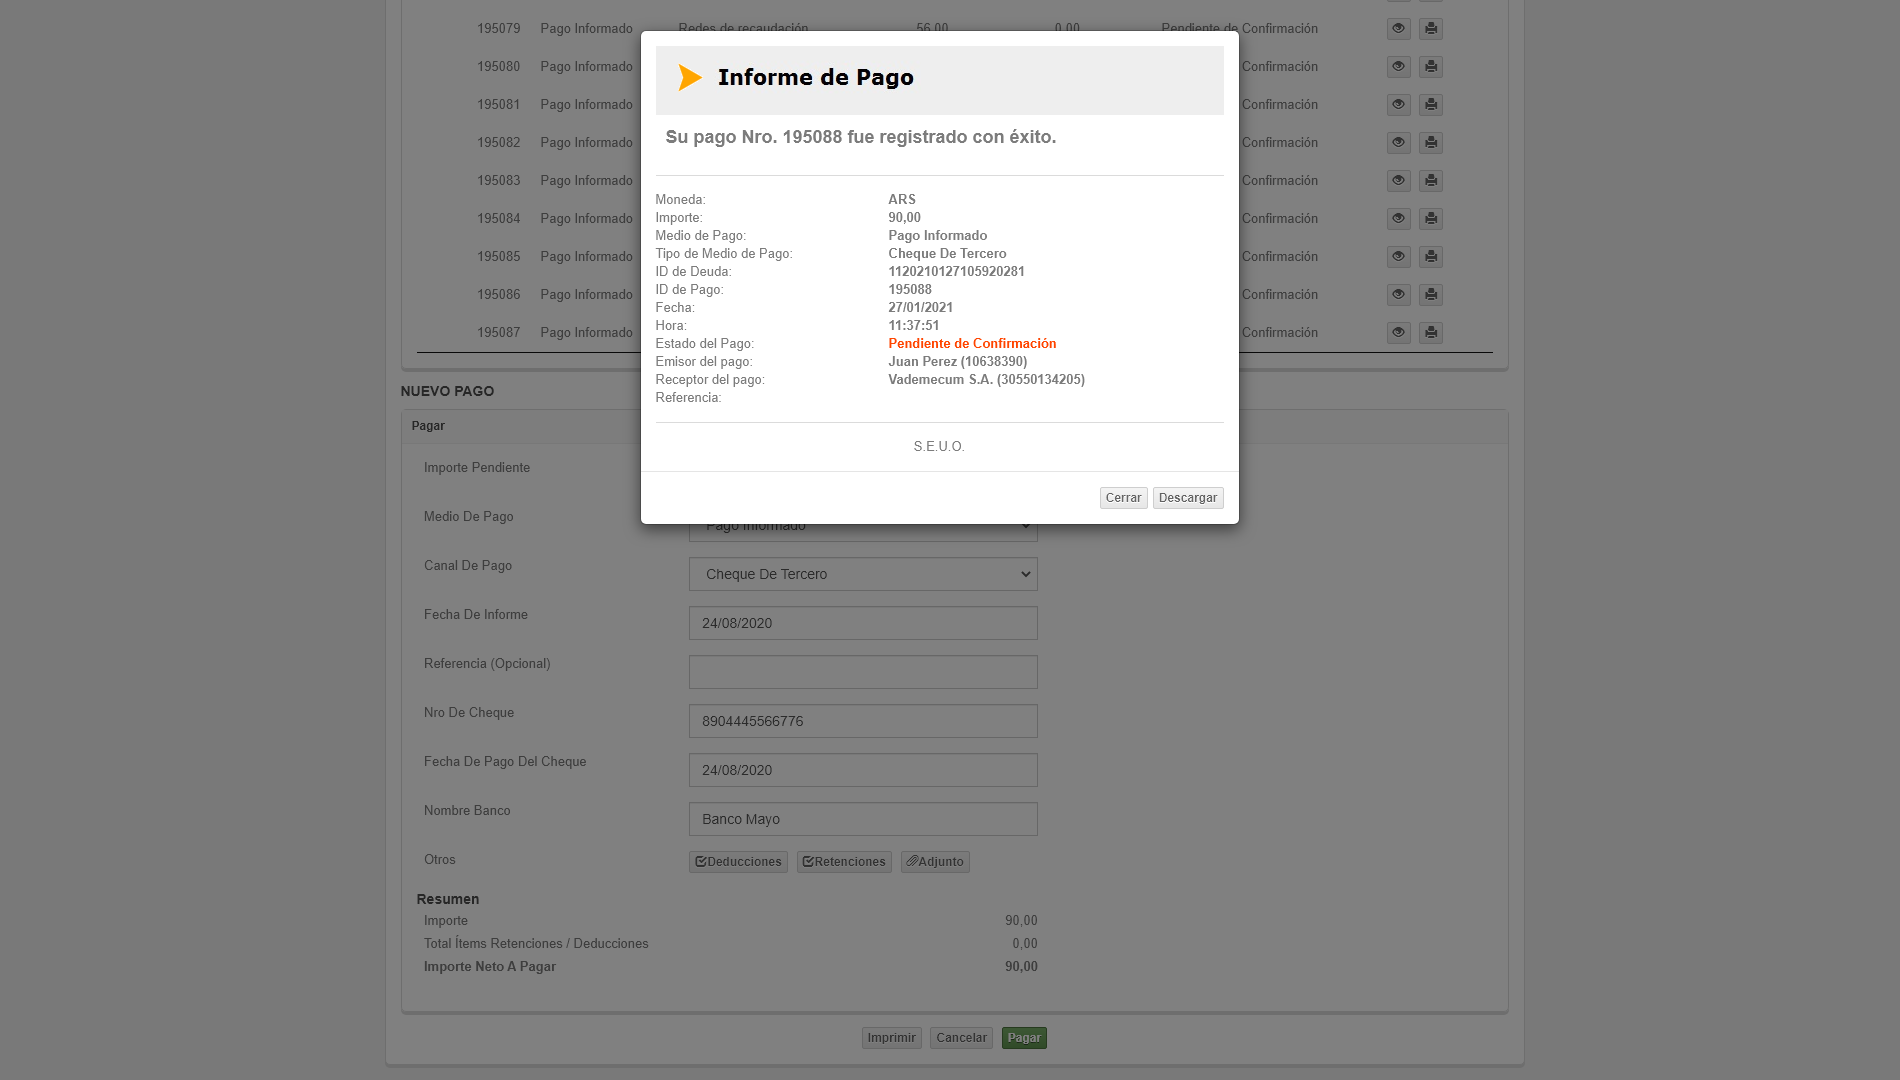 195079 Pago Informado Redes de recaudación 56,00 0,00 Pendiente de Confirmación
195080 Pago Informado Confirmación
195081 Pago Informado Confirmación
195082 Pago Informado Confirmación
195083 Pago Informado Confirmación
195084 Pago Informado Confirmación
195085 Pago Informado Confirmación
195086 Pago Informado Confirmación
195087 Pago Informado Confirmación
Informe de Pago
Su pago Nro. 195088 fue registrado con éxito.
Moneda: ARS
Importe: 90,00
Medio de Pago: Pago Informado
Tipo de Medio de Pago: Cheque De Tercero
ID de Deuda: 1120210127105920281
ID de Pago: 195088
Fecha: 27/01/2021
Hora: 11:37:51
Estado del Pago: Pendiente de Confirmación
Emisor del pago: Juan Perez (10638390)
Receptor del pago: Vademecum S.A. (30550134205)
Referencia:
S.E.U.O.
Cerrar Descargar
NUEVO PAGO
Pagar
Importe Pendiente
Medio De Pago Pago Informado
Canal De Pago Cheque De Tercero
Fecha De Informe 24/08/2020
Referencia (Opcional)
Nro De Cheque 8904445566776
Fecha De Pago Del Cheque 24/08/2020
Nombre Banco Banco Mayo
Otros Deducciones Retenciones Adjunto
Resumen
Importe 90,00
Total Ítems Retenciones / Deducciones 0,00
Importe Neto A Pagar 90,00
Imprimir Cancelar Pagar